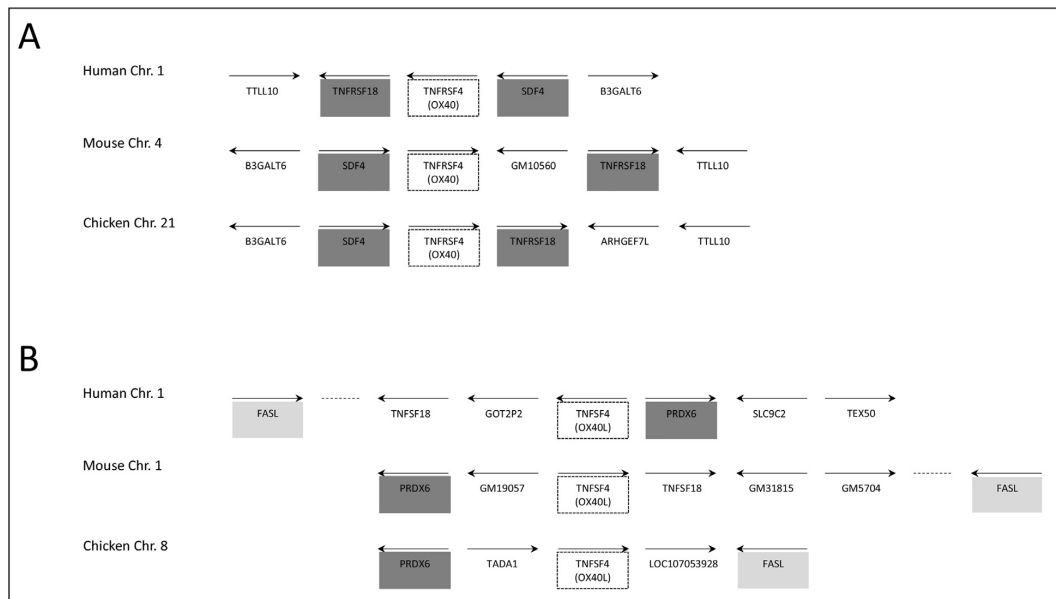 A
Human Chr. 1
TTLL10 TNFRSF18 TNFRSF4 SDF4 B3GALT6
(OX40)
Mouse Chr. 4
B3GALT6 SDF4 TNFRSF4 GM10560 TNFRSF18 TTLL10
(OX40)
Chicken Chr. 21
B3GALT6 SDF4 TNFRSF4 TNFRSF18 ARHGEF7L TTLL10
(OX40)
B
Human Chr. 1
FASL TNFSF18 GOT2P2 TNFSF4 PRDX6 SLC9C2 TEX50
(OX40L)
Mouse Chr. 1
PRDX6 GM19057 TNFSF4 TNFSF18 GM31815 GM5704 FASL
(OX40L)
Chicken Chr. 8
PRDX6 TADA1 TNFSF4 LOC107053928 FASL
(OX40L)